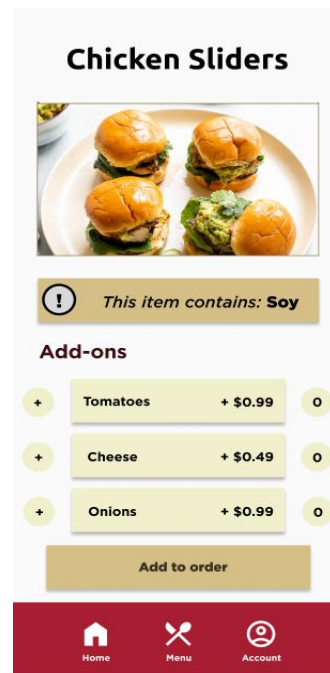 Chicken Sliders
! This item contains: Soy
Add-ons
+ Tomatoes + $0.99 0
+ Cheese + $0.49 0
+ Onions + $0.99 0
Add to order
Home Menu Account